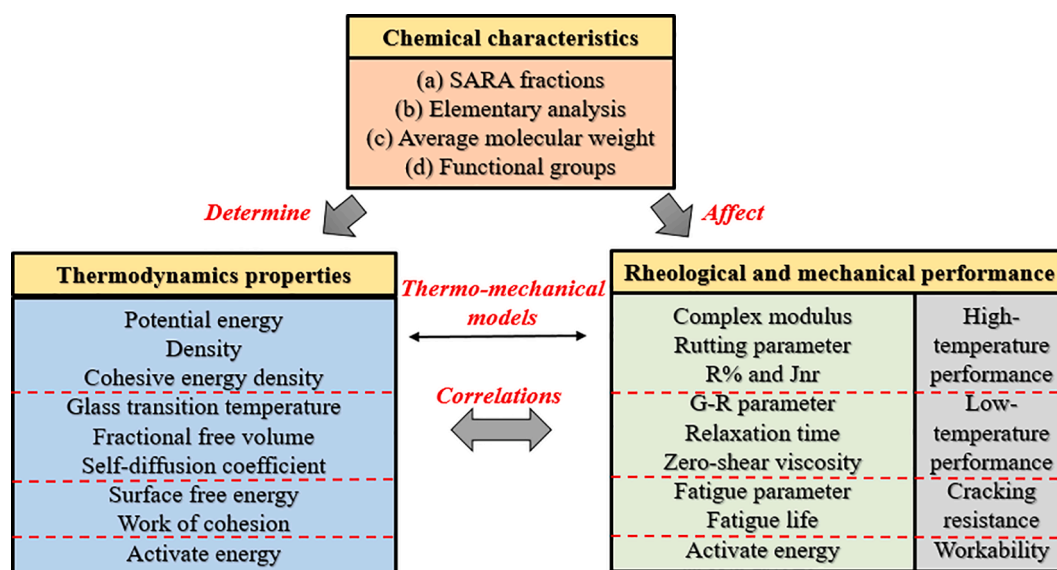 Chemical characteristics
(a) SARA fractions
(b) Elementary analysis
(c) Average molecular weight
(d) Functional groups
Determine
Affect
Thermodynamics properties
Potential energy
Density
Cohesive energy density
Glass transition temperature
Fractional free volume
Self-diffusion coefficient
Surface free energy
Work of cohesion
Activate energy
Thermo-mechanical
models
Correlations
Rheological and mechanical performance
Complex modulus
Rutting parameter
R% and Jnr
G-R parameter
Relaxation time
Zero-shear viscosity
Fatigue parameter
Fatigue life
Activate energy
High-
temperature
performance
Low-
temperature
performance
Cracking
resistance
Workability